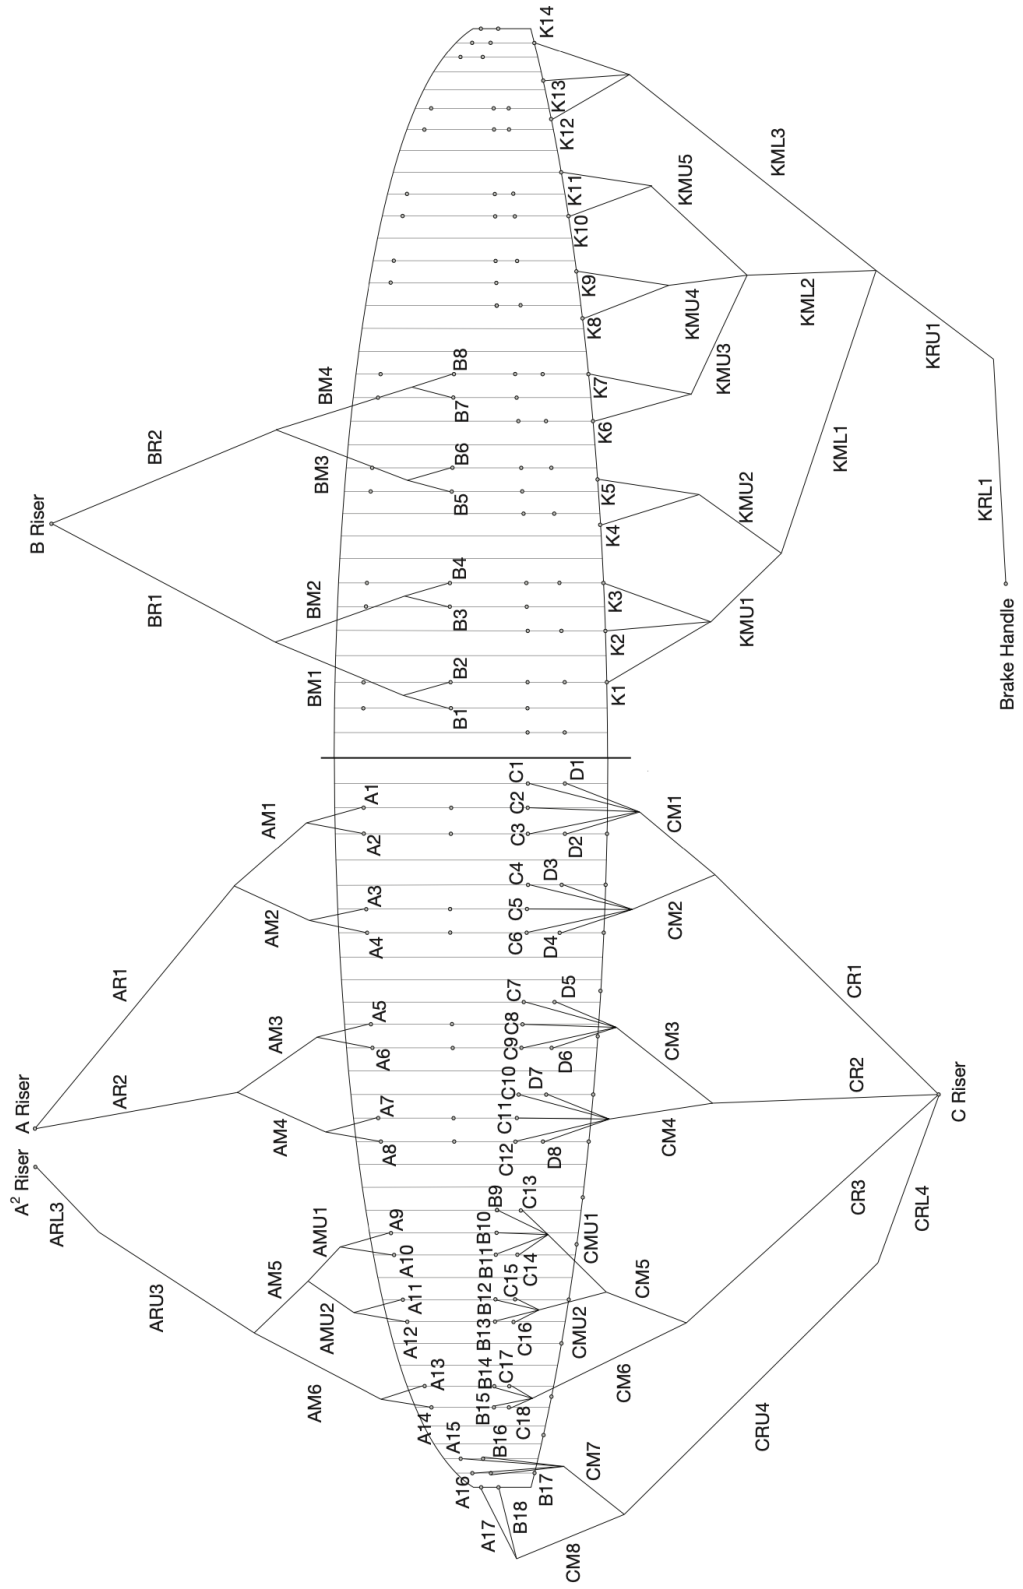 A² Riser
A Riser
ARL3
ARU3
AR2
AR1
AM6
AM5
AM4
AM3
AM2
AM1
AMU2
AMU1
A17
A16
A15
A14
A13
A12
A11
A10
A9
A8
A7
A6
A5
A4
A3
A2
A1
B Riser
BR1
BR2
BM1
BM2
BM3
BM4
B1
B2
B3
B4
B5
B6
B7
B8
B18
B17
B16
B15
B14
B13
B12
B11
B10
B9
C18
C17
C16
C15
C14
C13
C12
C11
C10
C9
C8
C7
C6
C5
C4
C3
C2
C1
D8
D7
D6
D5
D4
D3
D2
D1
CM8
CM7
CM6
CMU2
CMU1
CM5
CM4
CM3
CM2
CM1
CRU4
CRL4
CR3
CR2
CR1
C Riser
K1
K2
K3
K4
K5
K6
K7
K8
K9
K10
K11
K12
K13
K14
KMU1
KMU2
KMU3
KMU4
KMU5
KML1
KML2
KML3
KRU1
KRL1
Brake Handle